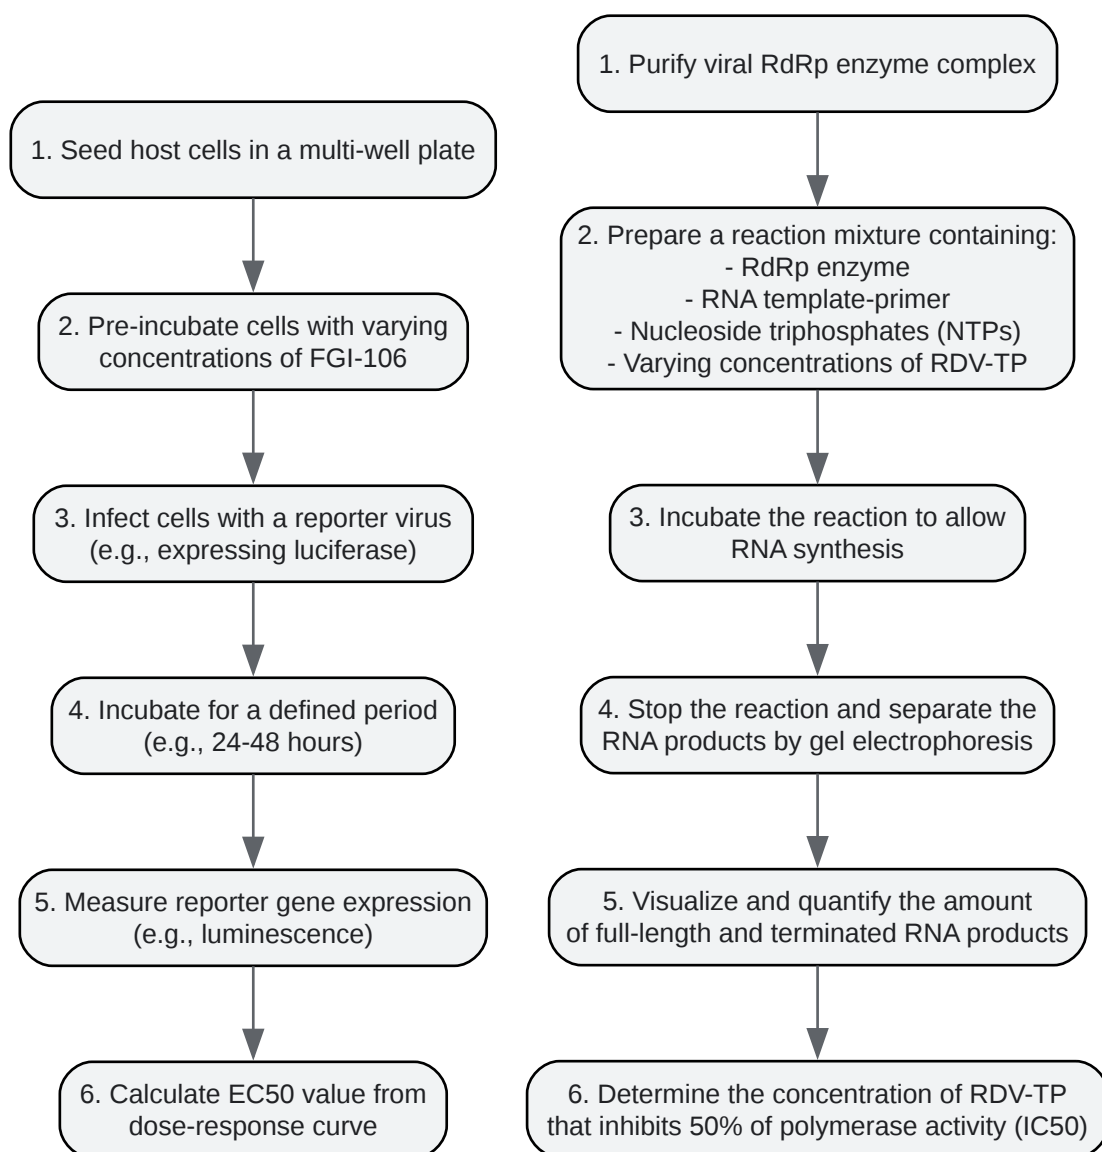 1. Seed host cells in a multi-well plate
2. Pre-incubate cells with varying
concentrations of FGI-106
3. Infect cells with a reporter virus
(e.g., expressing luciferase)
4. Incubate for a defined period
(e.g., 24-48 hours)
5. Measure reporter gene expression
(e.g., luminescence)
6. Calculate EC50 value from
dose-response curve
1. Purify viral RdRp enzyme complex
2. Prepare a reaction mixture containing:
- RdRp enzyme
- RNA template-primer
- Nucleoside triphosphates (NTPs)
- Varying concentrations of RDV-TP
3. Incubate the reaction to allow
RNA synthesis
4. Stop the reaction and separate the
RNA products by gel electrophoresis
5. Visualize and quantify the amount
of full-length and terminated RNA products
6. Determine the concentration of RDV-TP
that inhibits 50% of polymerase activity (IC50)